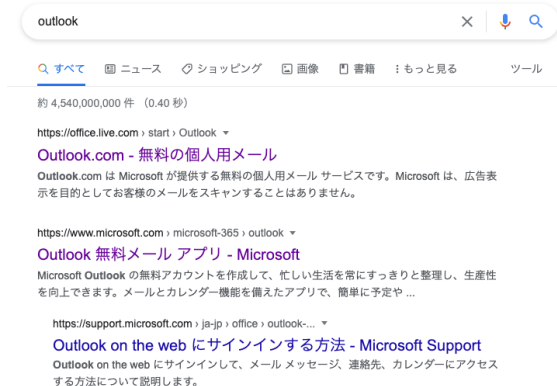 outlook
すべて ニュース ショッピング 画像 書籍 もっと見る ツール
約 4,540,000,000 件 （0.40 秒）
https://office.live.com › start › Outlook
Outlook.com - 無料の個人用メール
Outlook.com は Microsoft が提供する無料の個人用メール サービスです。Microsoft は、広告表
示を目的としてお客様のメールをスキャンすることはありません。
https://www.microsoft.com › microsoft-365 › outlook
Outlook 無料メール アプリ - Microsoft
Microsoft Outlook の無料アカウントを作成して、忙しい生活を常にすっきりと整理し、生産性
を向上できます。メールとカレンダー機能を備えたアプリで、簡単に予定や ...
https://support.microsoft.com › ja-jp › office › outlook-...
Outlook on the web にサインインする方法 - Microsoft Support
Outlook on the web にサインインして、メール メッセージ、連絡先、カレンダーにアクセス
する方法について説明します。